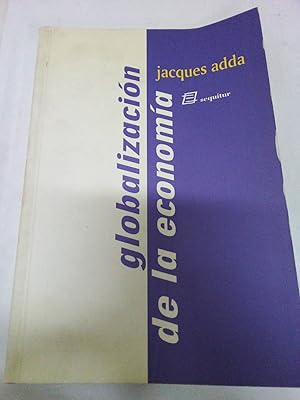 jacques adda
sequitur
globalización
de la economía